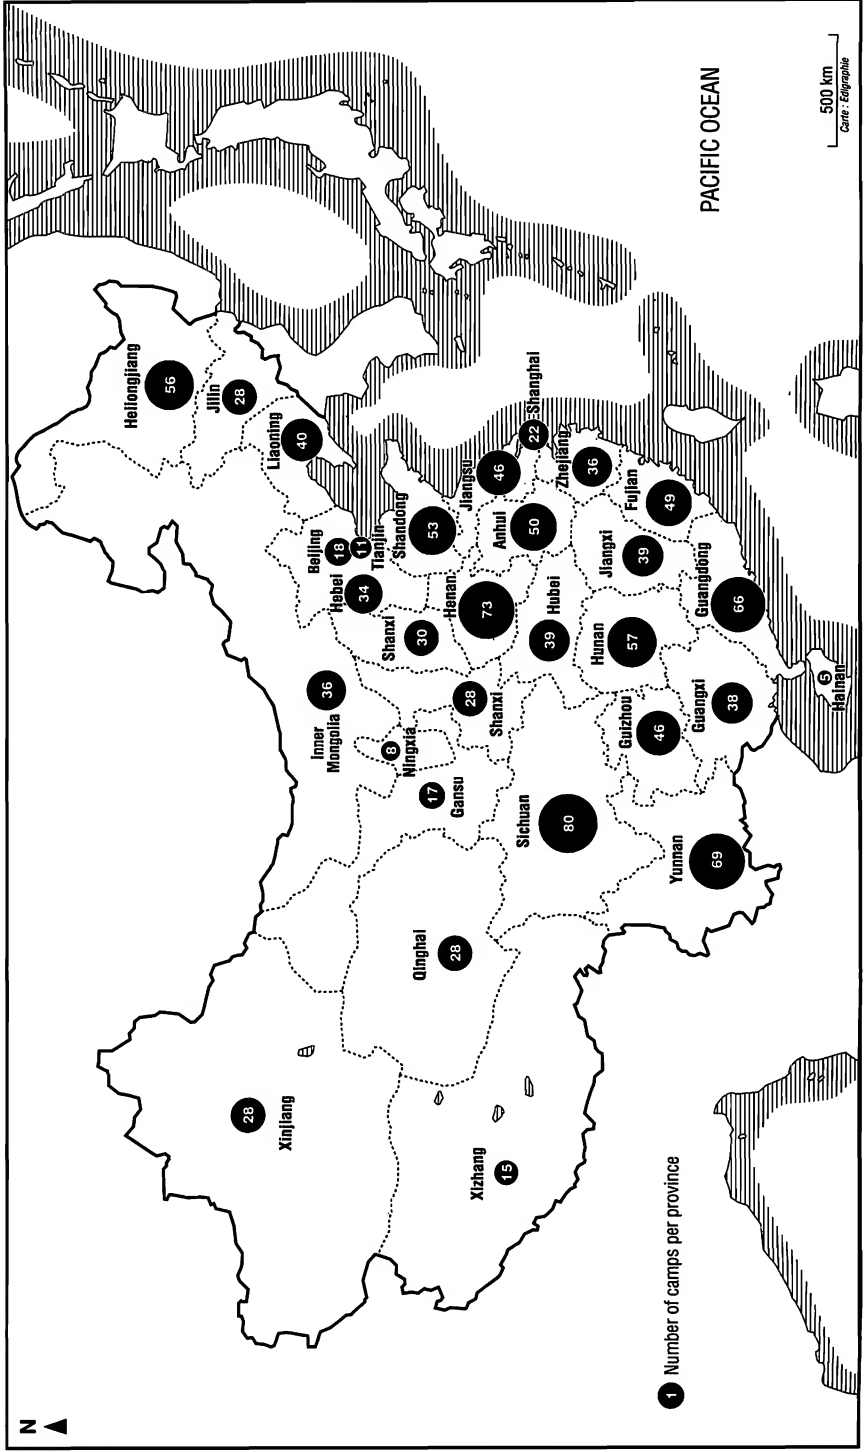 N
Heilongjiang
56
Jilin
28
Liaoning
40
Inner
Mongolia
36
Beijing
18
11
Tianjin
Hebei
34
Shanxi
30
Shandong
53
Ningxia
8
Gansu
17
Shanxi
28
Henan
73
Jiangsu
46
Anhui
50
Shanghai
22
Zhejiang
36
Hubei
39
Xinjiang
28
Qinghai
28
Xizhang
15
Sichuan
80
Hunan
57
Jiangxi
39
Fujian
49
Guizhou
46
Yunnan
69
Guangxi
38
Guangdong
66
5
Hainan
PACIFIC OCEAN
1 Number of camps per province
500 km
Carte : Edigraphie